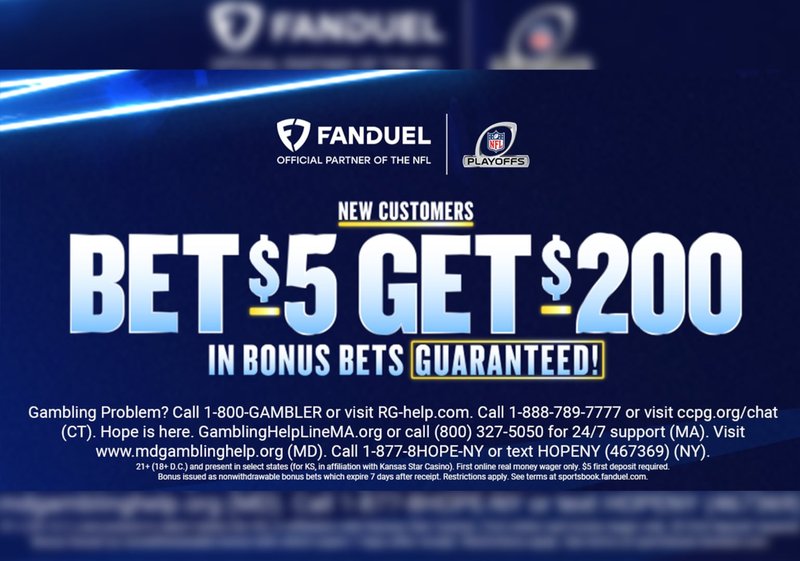 FANDUEL
FANDUEL
OFFICIAL PARTNER OF THE NFL
NFL
PLAYOFFS
NEW CUSTOMERS
BET $5 GET $200
IN BONUS BETS GUARANTEED!
Gambling Problem? Call 1-800-GAMBLER or visit RG-help.com. Call 1-888-789-7777 or visit ccpg.org/chat
(CT). Hope is here. GamblingHelpLineMA.org or call (800) 327-5050 for 24/7 support (MA). Visit
www.mdgamblinghelp.org (MD). Call 1-877-8HOPE-NY or text HOPENY (467369) (NY).
21+ (18+ D.C.) and present in select states (for KS, in affiliation with Kansas Star Casino). First online real money wager only. $5 first deposit required.
Bonus issued as nonwithdrawable bonus bets which expire 7 days after receipt. Restrictions apply. See terms at sportsbook.fanduel.com.